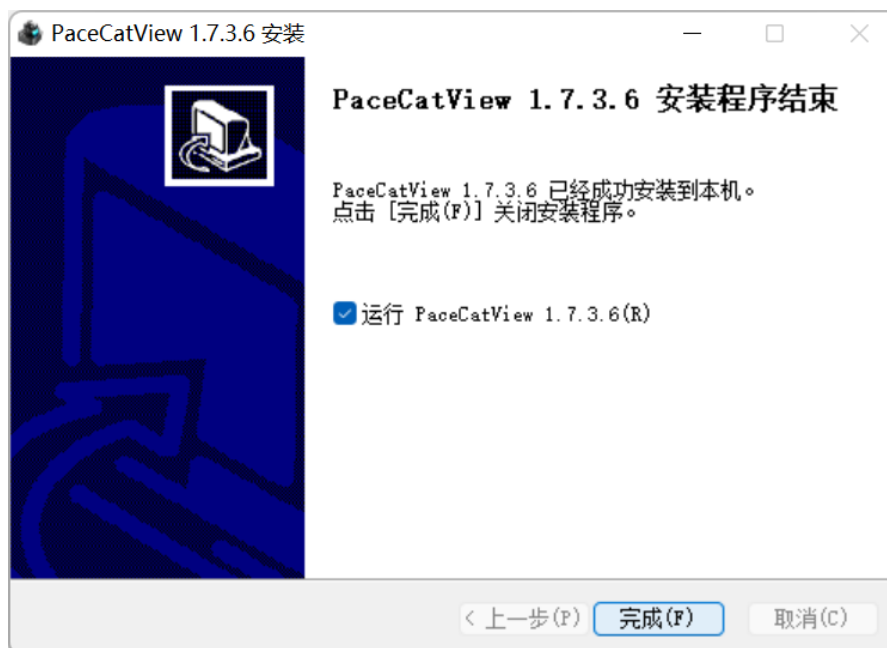 PaceCatView 1.7.3.6 安装
PaceCatView 1.7.3.6 安装程序结束
PaceCatView 1.7.3.6 已经成功安装到本机。
点击 [完成(F)] 关闭安装程序。
运行 PaceCatView 1.7.3.6(R)
< 上一步(P) 完成(F) 取消(C)